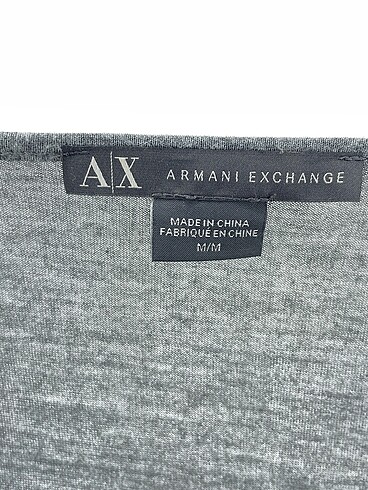 A|X ARMANI EXCHANGE
MADE IN CHINA
FABRIQUÉ EN CHINE
M/M